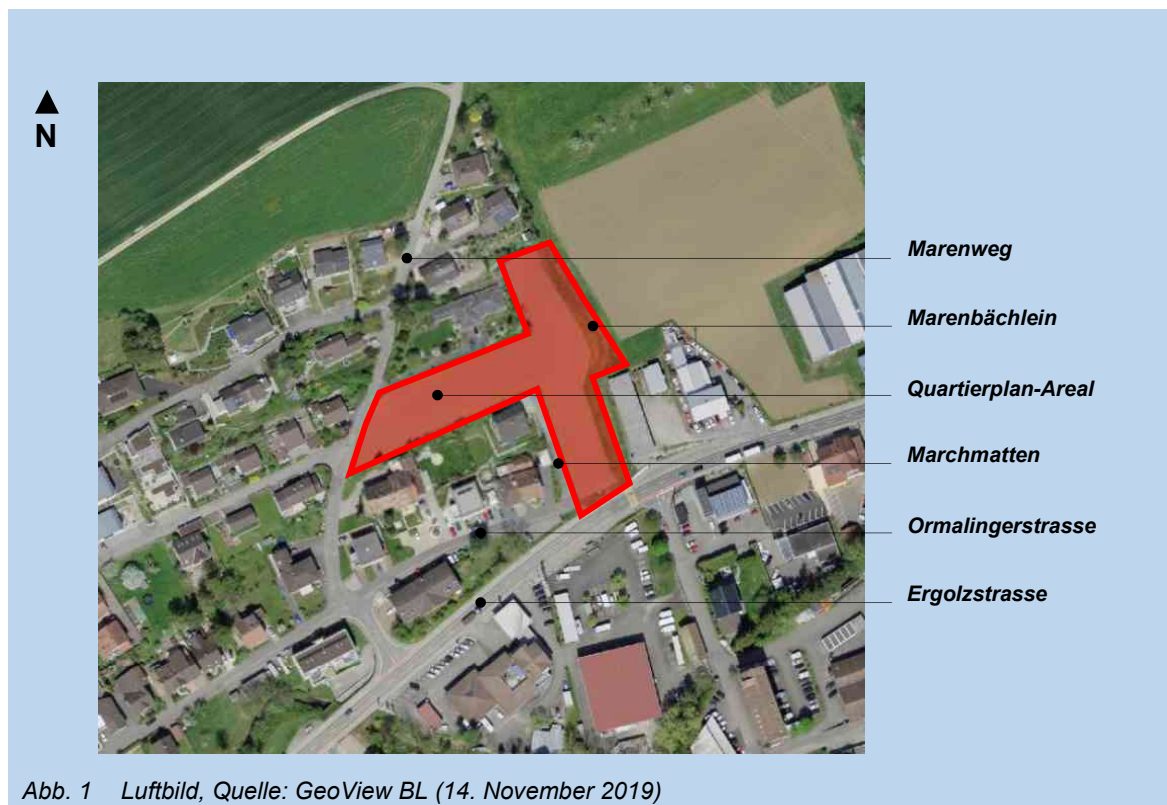 N
Marenweg
Marenbächlein
Quartierplan-Areal
Marchmatten
Ormalingerstrasse
Ergolzstrasse
Abb. 1 Luftbild, Quelle: GeoView BL (14. November 2019)